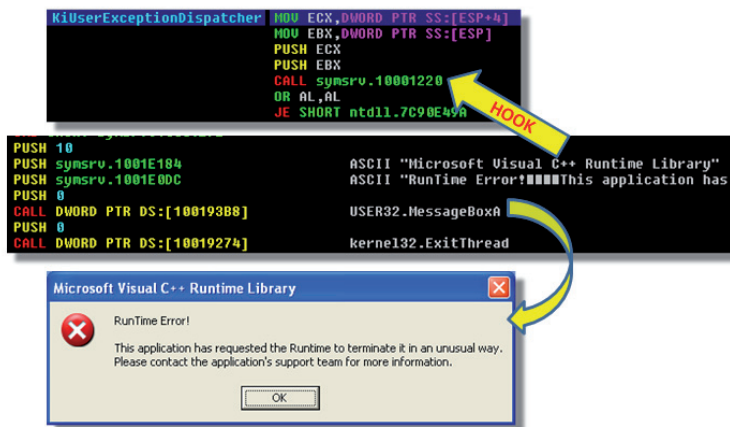 KiUserExceptionDispatcher MOV ECX,DWORD PTR SS:[ESP+4]
MOV EBX,DWORD PTR SS:[ESP]
PUSH ECX
PUSH EBX
CALL symsrv.10001220
OR AL,AL
JE SHORT ntdll.7C90E49A
HOOK
PUSH 10
PUSH symsrv.1001E184 ASCII "Microsoft Visual C++ Runtime Library"
PUSH symsrv.1001E0DC ASCII "RunTime Error!████This application has
PUSH 0
CALL DWORD PTR DS:[100193B8] USER32.MessageBoxA
PUSH 0
CALL DWORD PTR DS:[10019274] kernel32.ExitThread
Microsoft Visual C++ Runtime Library
RunTime Error!
This application has requested the Runtime to terminate it in an unusual way.
Please contact the application's support team for more information.
OK